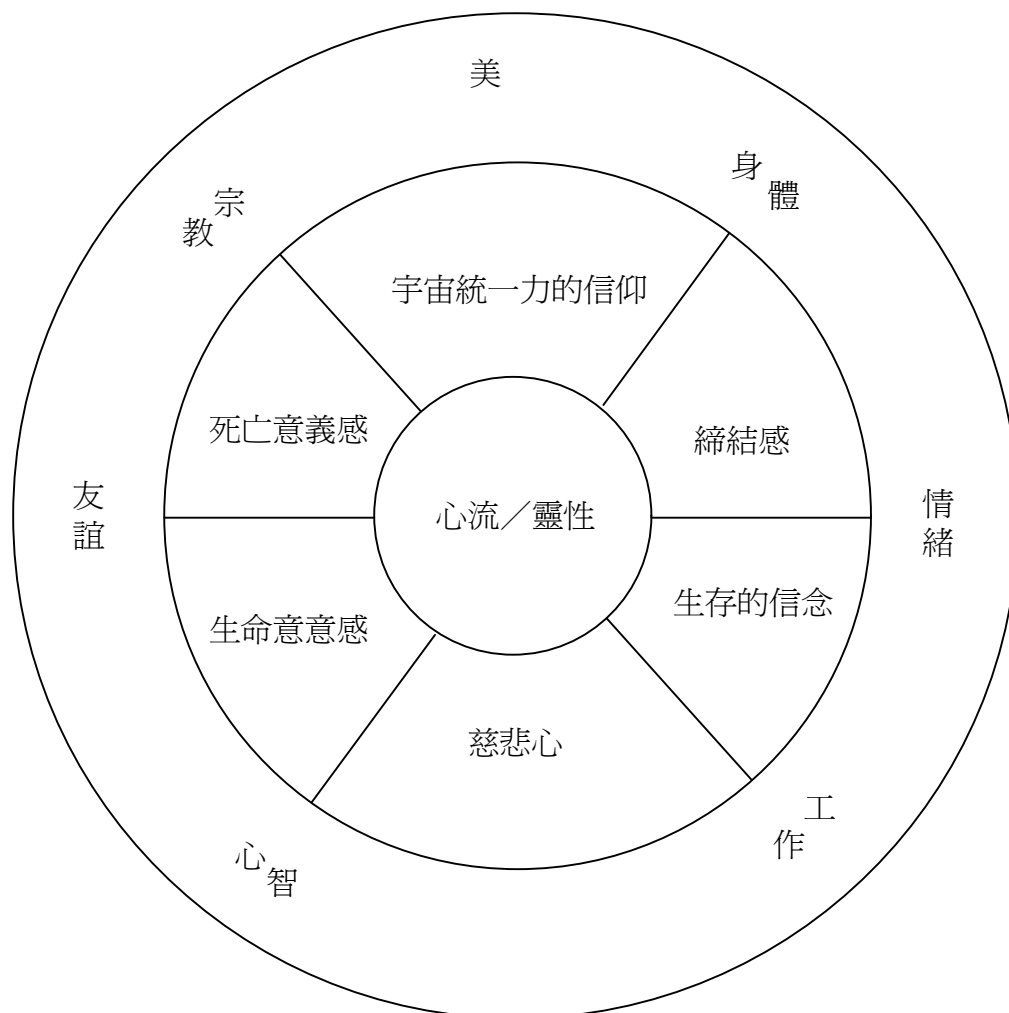 美
身體
宗教
宇宙統一力的信仰
死亡意義感
締結感
友誼
心流／靈性
情緒
生命意意感
生存的信念
慈悲心
工作
心智